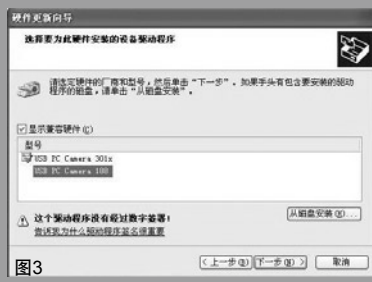 硬件更新向导
选择要为此硬件安装的设备驱动程序
请选定硬件的厂商和型号，然后单击“下一步”。如果手头有包含要安装的驱动
程序的磁盘，请单击“从磁盘安装”。
显示兼容硬件(C)
型号
USB PC Camera 301x
USB PC Camera 108
这个驱动程序没有经过数字签署!
告诉我为什么驱动程序签名很重要
从磁盘安装(H)...
<上一步(B)
下一步(N)>
取消
图3